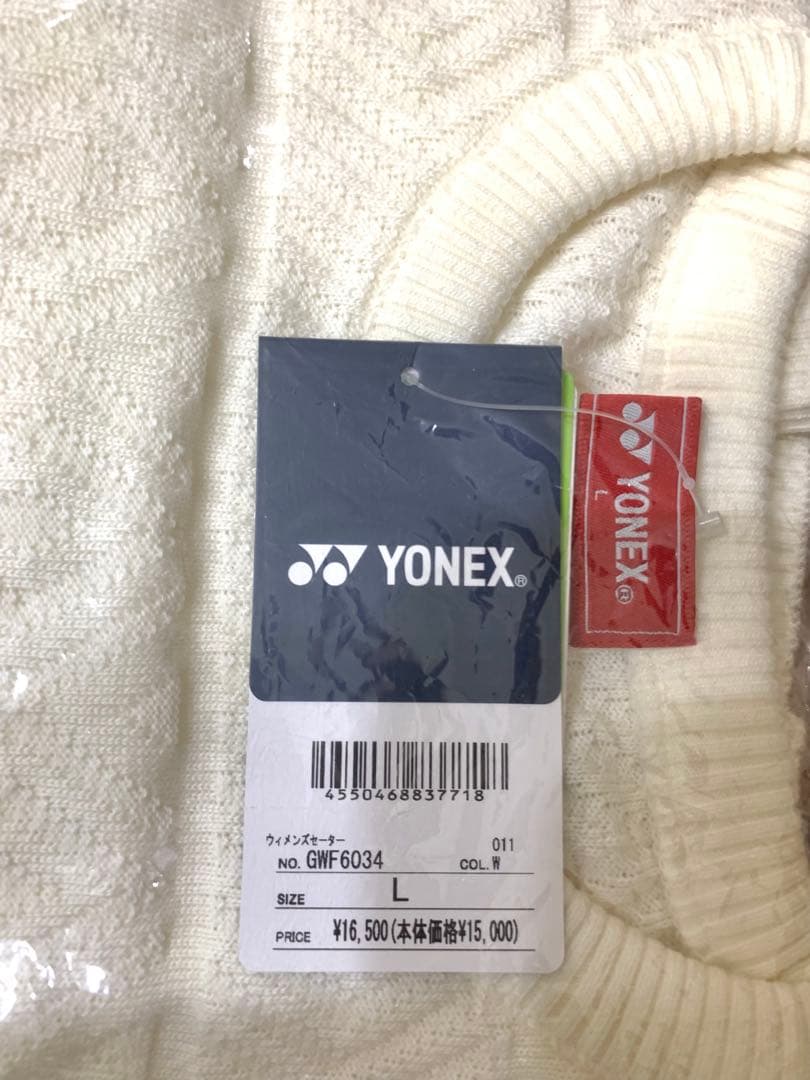 YONEX®
4550468837718
ウィメンズセーター 011
NO. GWF6034 COL. W
SIZE L
PRICE ¥16,500(本体価格¥15,000)
YONEX®
L